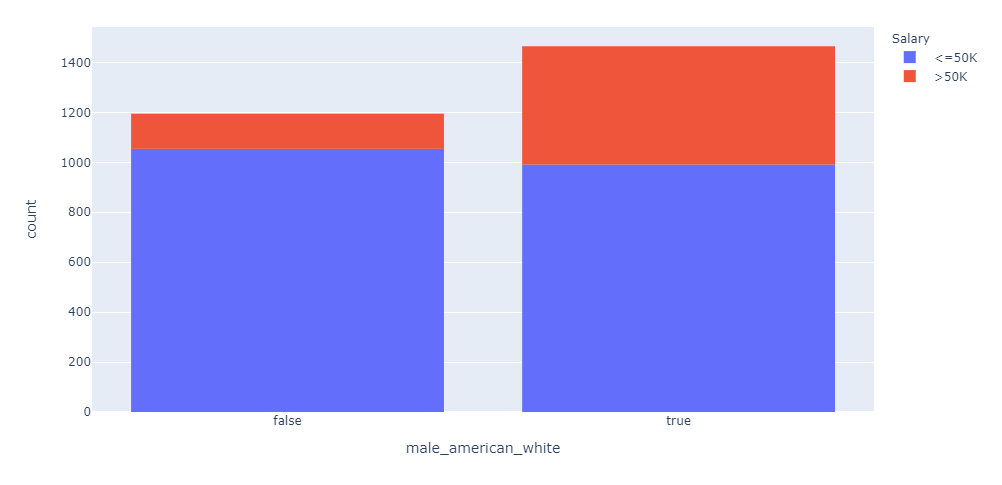 Salary
<=50K
>50K
count
1400
1200
1000
800
600
400
200
0
false
true
male_american_white